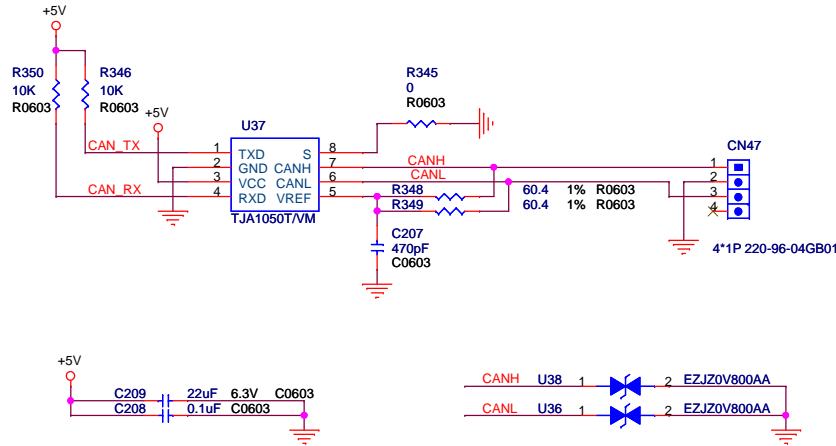 +5V
R350 R346 R345
10K 10K 0
R0603 R0603 R0603
+5V U37 CN47
CAN_TX 1 TXD S 8
2 GND CANH 7 CANH 1
3 VCC CANL 6 CANL 2
CAN_RX 4 RXD VREF 5 R348 60.4 1% R0603 3
TJA1050T/VM R349 60.4 1% R0603 4
C207
470pF 4*1P 220-96-04GB01
C0603
+5V
CANH U38 1 2 EZJZ0V800AA
C209 22uF 6.3V C0603
C208 0.1uF C0603
CANL U36 1 2 EZJZ0V800AA